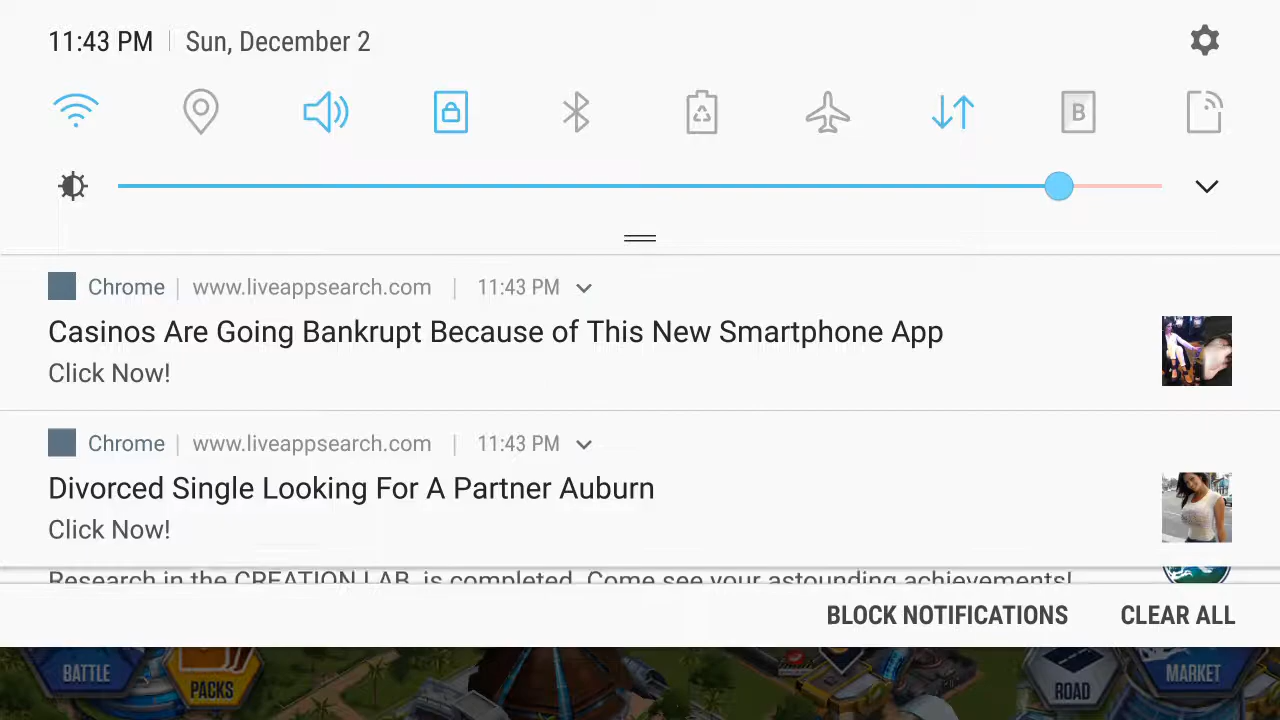 11:43 PM | Sun, December 2
B
Chrome | www.liveappsearch.com | 11:43 PM
Casinos Are Going Bankrupt Because of This New Smartphone App
Click Now!
Chrome | www.liveappsearch.com | 11:43 PM
Divorced Single Looking For A Partner Auburn
Click Now!
Research in the CREATION LAB is completed. Come see your astounding achievements!
BLOCK NOTIFICATIONS CLEAR ALL
BATTLE PACKS ROAD MARKET